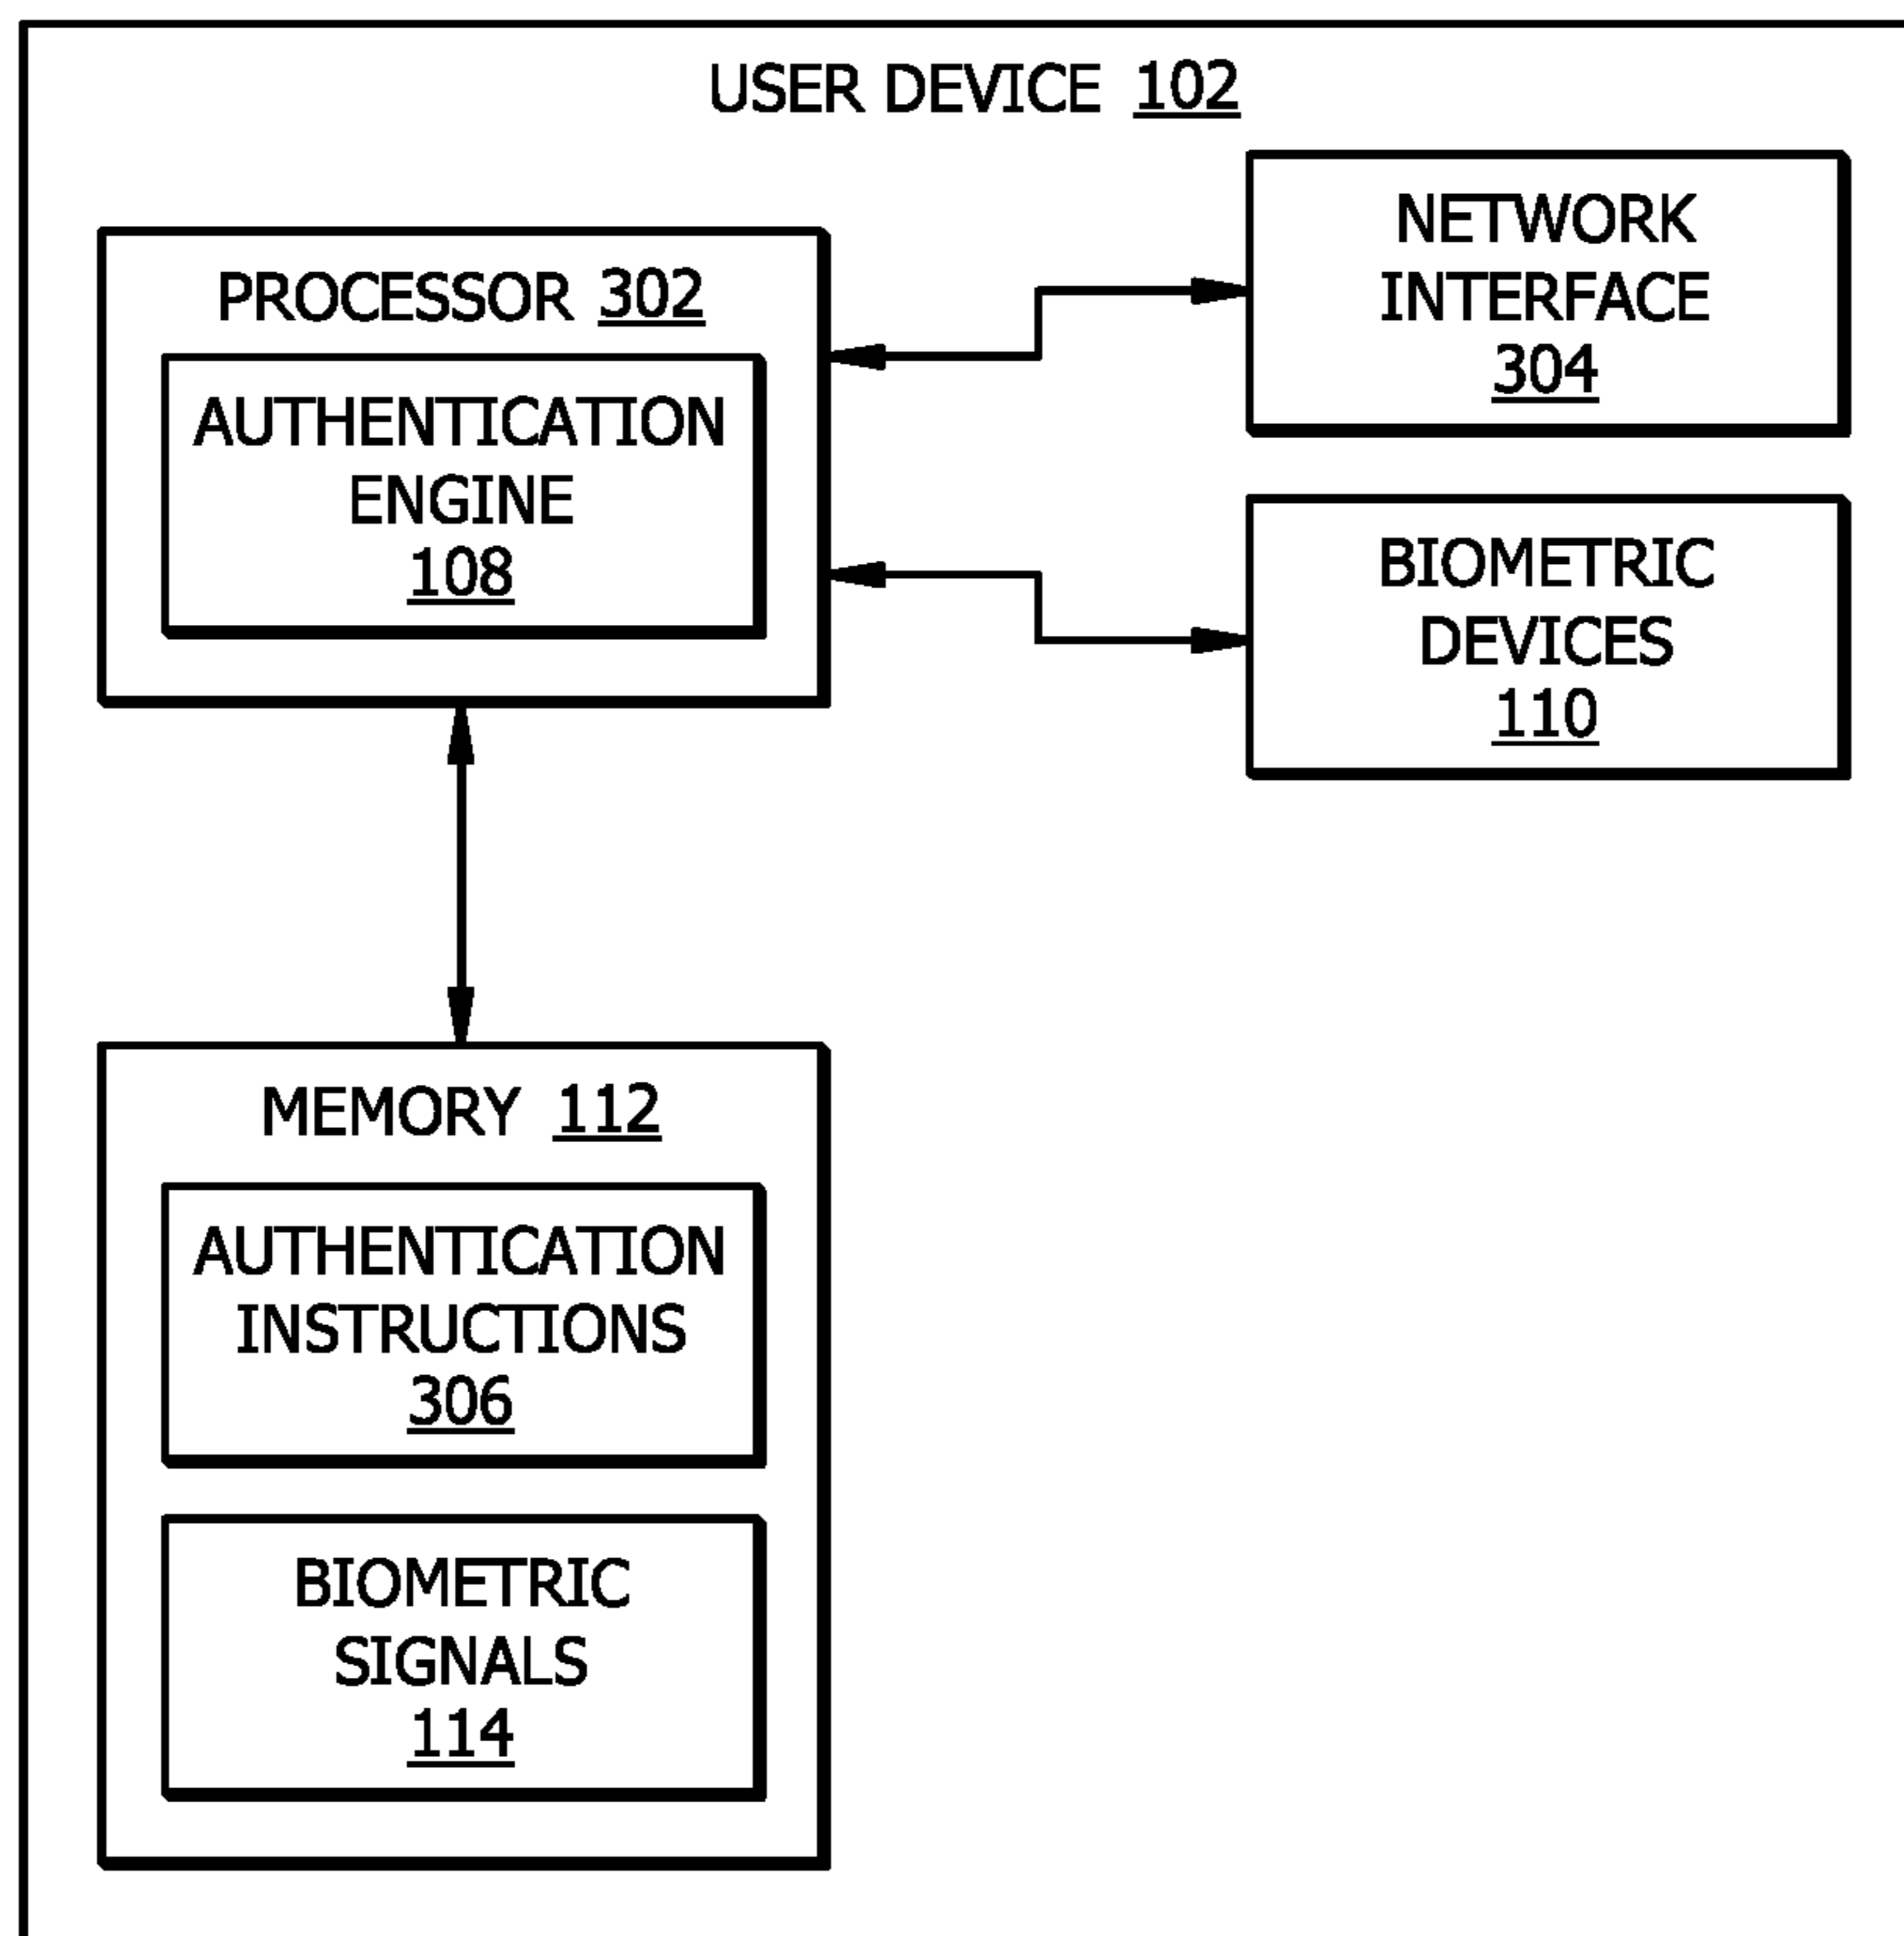 USER DEVICE 102
PROCESSOR 302
AUTHENTICATION
ENGINE
108
NETWORK
INTERFACE
304
BIOMETRIC
DEVICES
110
MEMORY 112
AUTHENTICATION
INSTRUCTIONS
306
BIOMETRIC
SIGNALS
114